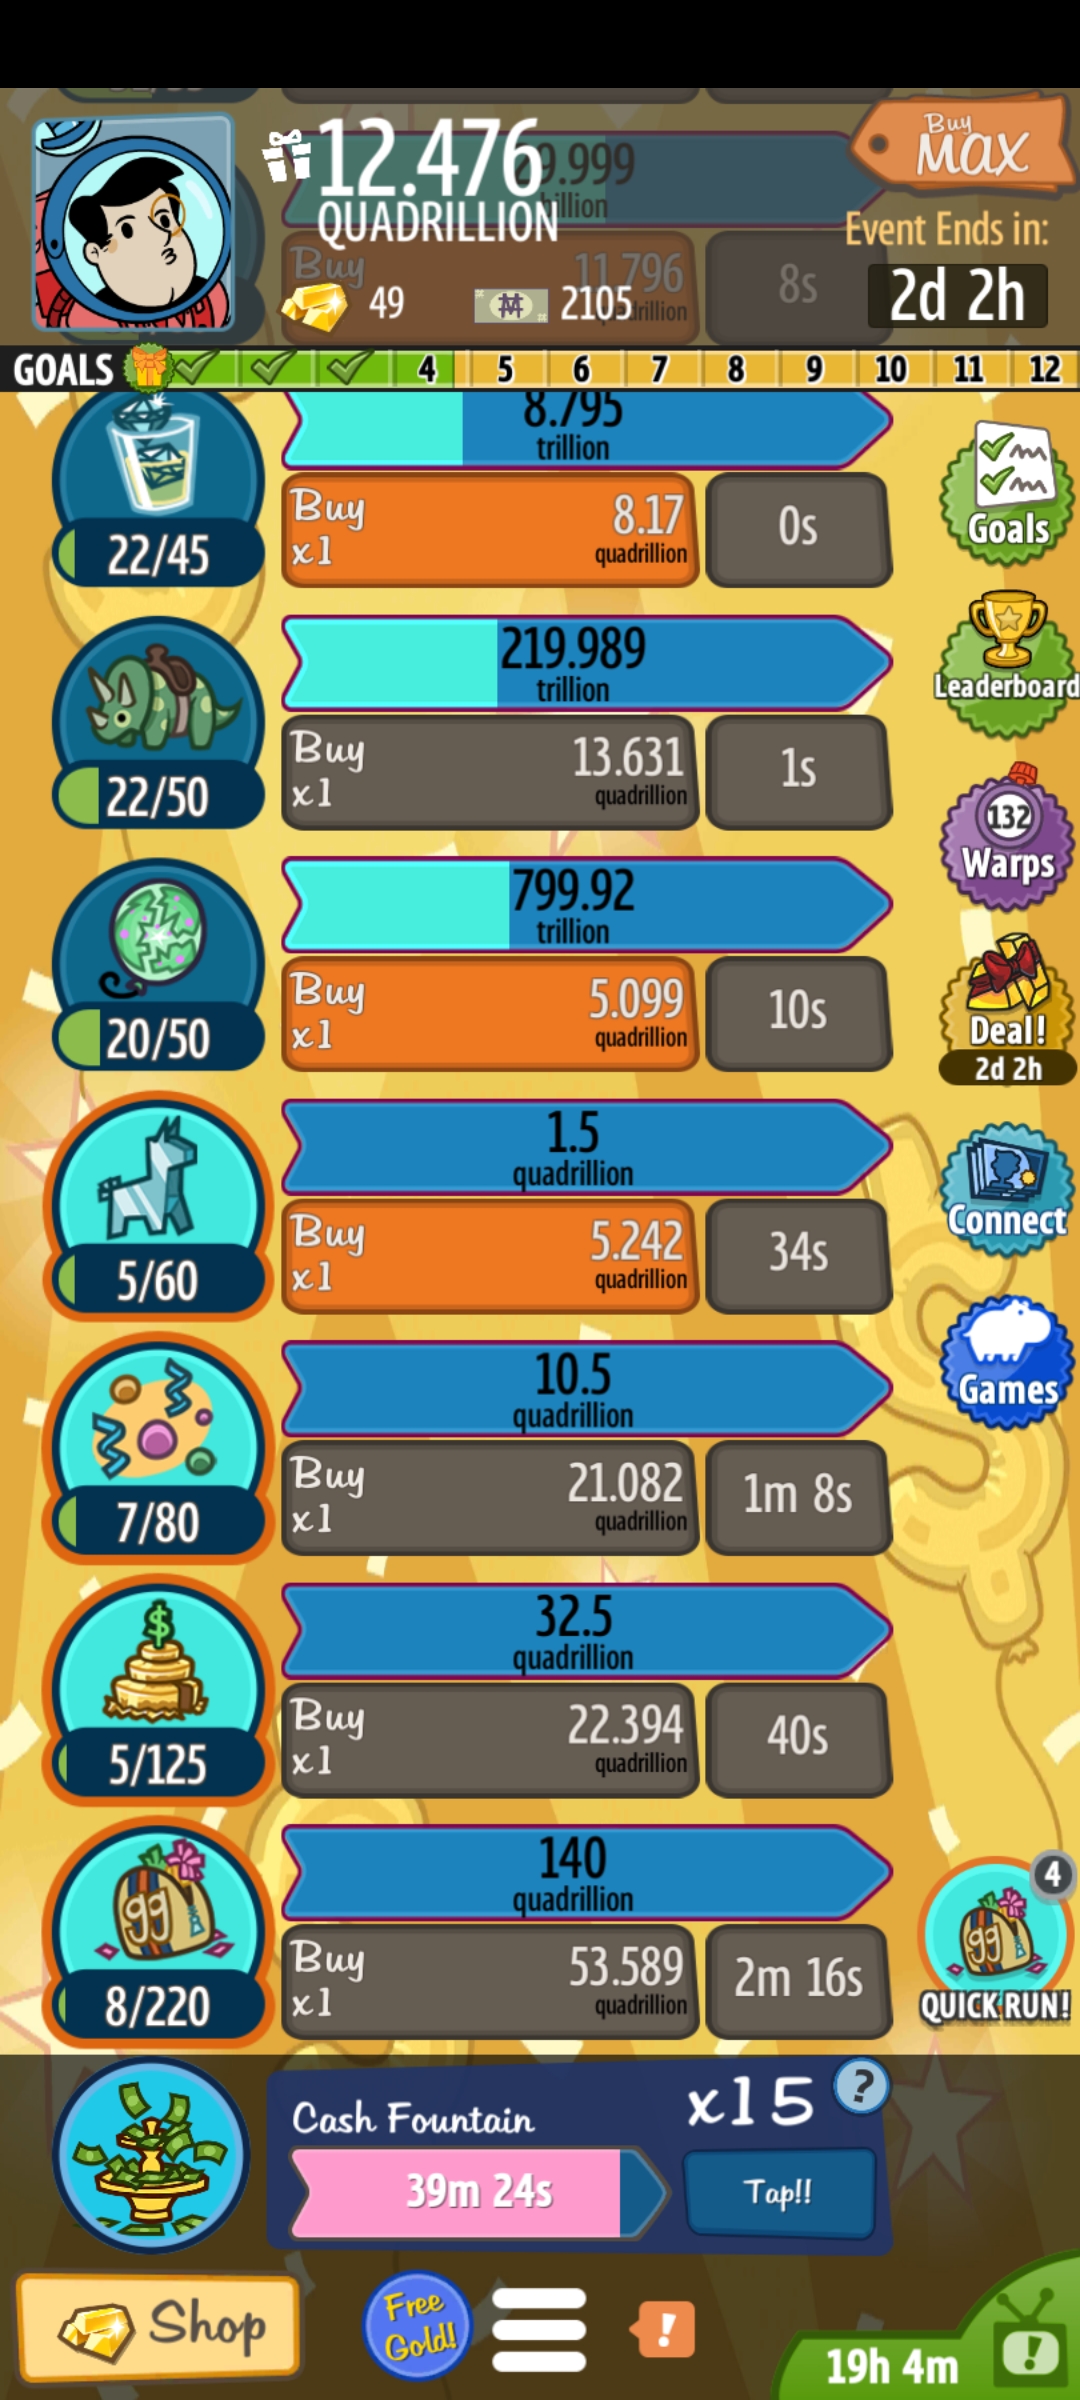 12.476
QUADRILLION
49
2105
Buy
MAX
Event Ends in:
2d 2h
Buy
11.796
8s
GOALS
4
5
6
7
8
9
10
11
12
8.795
trillion
Buy
x1
8.17
quadrillion
0s
22/45
Goals
219.989
trillion
Buy
x1
13.631
quadrillion
1s
22/50
Leaderboard
132
Warps
799.92
trillion
Buy
x1
5.099
quadrillion
10s
20/50
Deal!
2d 2h
1.5
quadrillion
Buy
x1
5.242
quadrillion
34s
5/60
Connect
10.5
quadrillion
Buy
x1
21.082
quadrillion
1m 8s
7/80
Games
32.5
quadrillion
Buy
x1
22.394
quadrillion
40s
$
5/125
140
quadrillion
Buy
x1
53.589
quadrillion
2m 16s
gg
8/220
4
gg
QUICK RUN!
Cash Fountain
x15
?
39m 24s
Tap!!
Shop
Free
Gold!
!
19h 4m
!